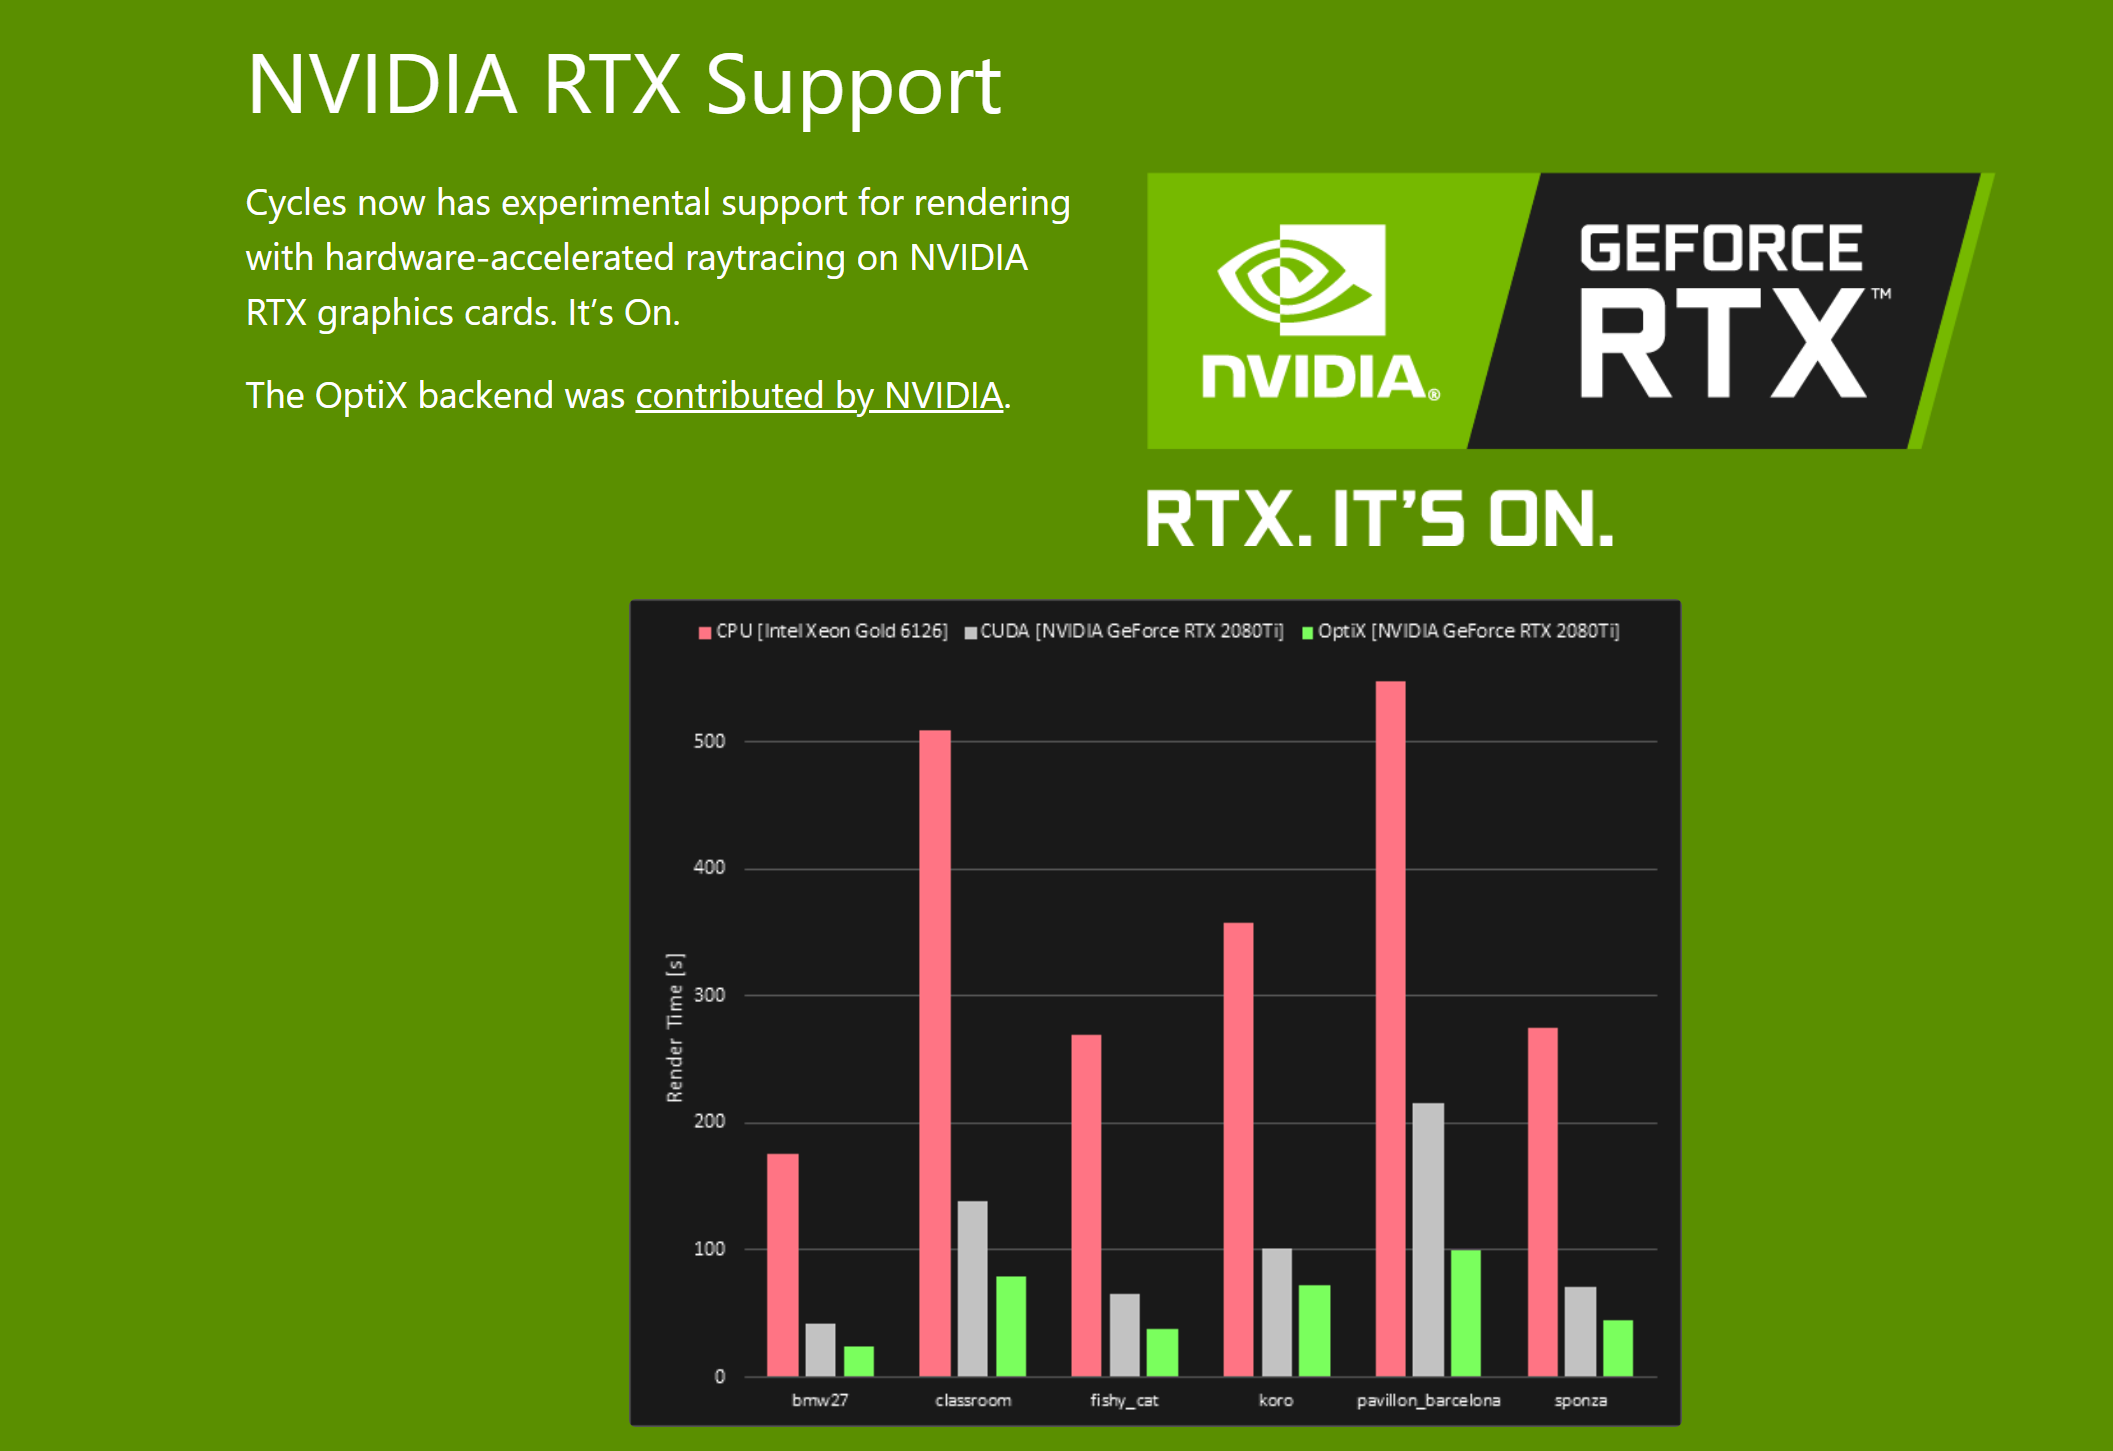 NVIDIA RTX Support
Cycles now has experimental support for rendering
with hardware-accelerated raytracing on NVIDIA
RTX graphics cards. It’s On.
The OptiX backend was contributed by NVIDIA.
NVIDIA®
GEFORCE
RTX™
RTX. IT’S ON.
CPU [Intel Xeon Gold 6126] CUDA [NVIDIA GeForce RTX 2080Ti] OptiX [NVIDIA GeForce RTX 2080Ti]
Render Time [s]
500
400
300
200
100
0
bmw27 classroom fishy_cat koro pavillon_barcelona sponza